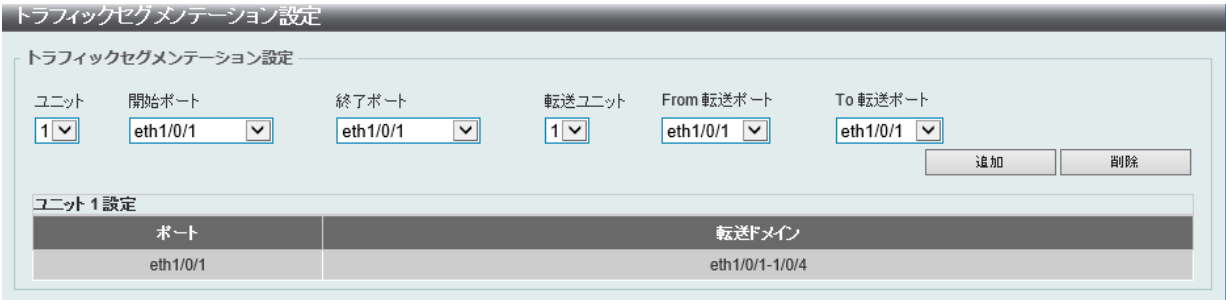 トラフィックセグメンテーション設定
トラフィックセグメンテーション設定
ユニット 開始ポート 終了ポート 転送ユニット From 転送ポート To 転送ポート
1 eth1/0/1 eth1/0/1 1 eth1/0/1 eth1/0/1
追加 削除
ユニット 1 設定
ポート 転送ドメイン
eth1/0/1 eth1/0/1-1/0/4